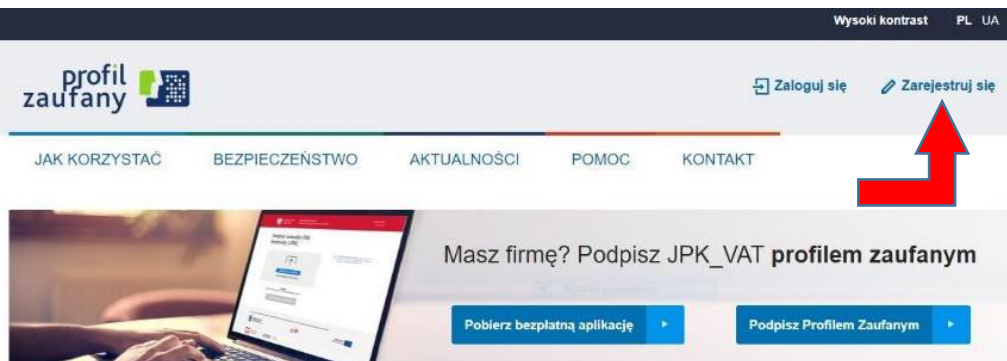 Wysoki kontrast PL UA
profil
zaufany
Zaloguj się Zarejestruj się
JAK KORZYSTAĆ BEZPIECZEŃSTWO AKTUALNOŚCI POMOC KONTAKT
Masz firmę? Podpisz JPK_VAT profilem zaufanym
Pobierz bezpłatną aplikację Podpisz Profilem Zaufanym